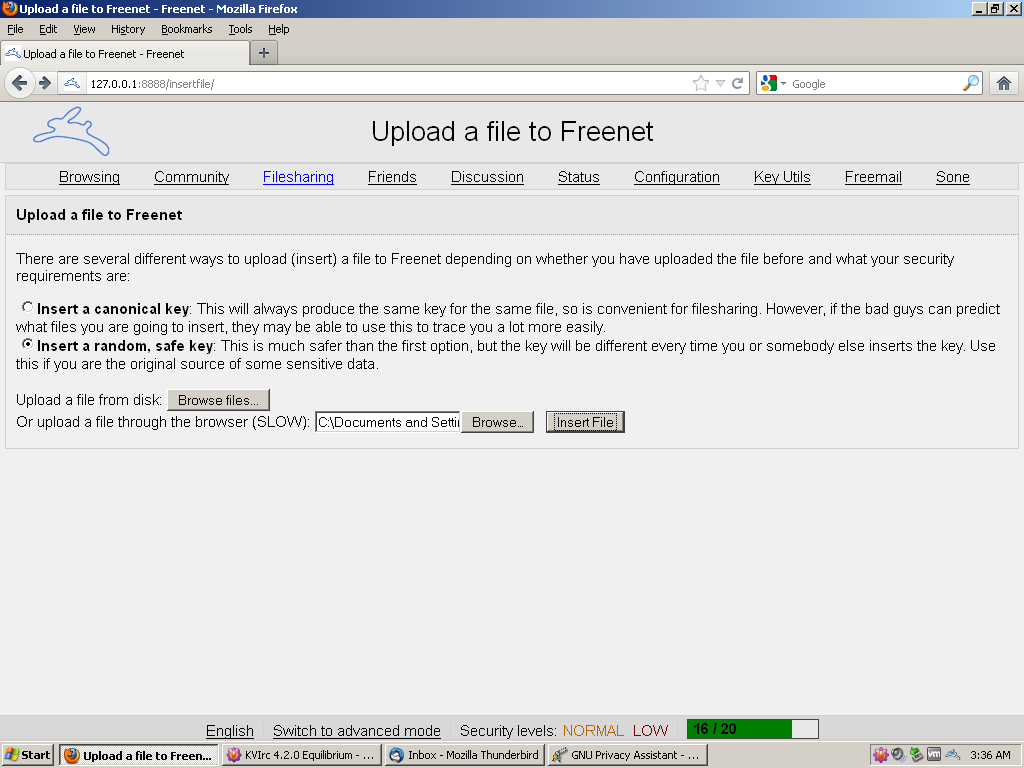 Upload a file to Freenet - Freenet - Mozilla Firefox
File Edit View History Bookmarks Tools Help
Upload a file to Freenet - Freenet
127.0.0.1:8888/insertfile/
Google
Upload a file to Freenet
Browsing Community Filesharing Friends Discussion Status Configuration Key Utils Freemail Sone
Upload a file to Freenet
There are several different ways to upload (insert) a file to Freenet depending on whether you have uploaded the file before and what your security
requirements are:
Insert a canonical key: This will always produce the same key for the same file, so is convenient for filesharing. However, if the bad guys can predict
what files you are going to insert, they may be able to use this to trace you a lot more easily.
Insert a random, safe key: This is much safer than the first option, but the key will be different every time you or somebody else inserts the key. Use
this if you are the original source of some sensitive data.
Upload a file from disk: Browse files...
Or upload a file through the browser (SLOW): C:\Documents and Setti Browse... Insert File
English Switch to advanced mode Security levels: NORMAL LOW 16 / 20
Start Upload a file to Freen... KVIrc 4.2.0 Equilibrium - ... Inbox - Mozilla Thunderbird GNU Privacy Assistant - ... 3:36 AM